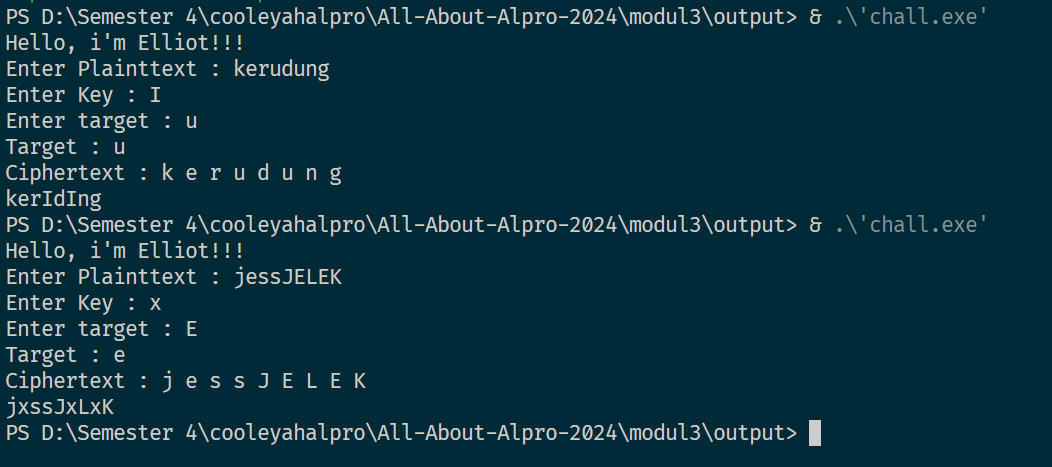 PS D:\Semester 4\cooleyahalpro\All-About-Alpro-2024\modul3\output> & .\'chall.exe'
Hello, i'm Elliot!!!
Enter Plainttext : kerudung
Enter Key : I
Enter target : u
Target : u
Ciphertext : k e r u d u n g
kerIdIng
PS D:\Semester 4\cooleyahalpro\All-About-Alpro-2024\modul3\output> & .\'chall.exe'
Hello, i'm Elliot!!!
Enter Plainttext : jessJELEK
Enter Key : x
Enter target : E
Target : e
Ciphertext : j e s s J E L E K
jxssJxLxK
PS D:\Semester 4\cooleyahalpro\All-About-Alpro-2024\modul3\output>